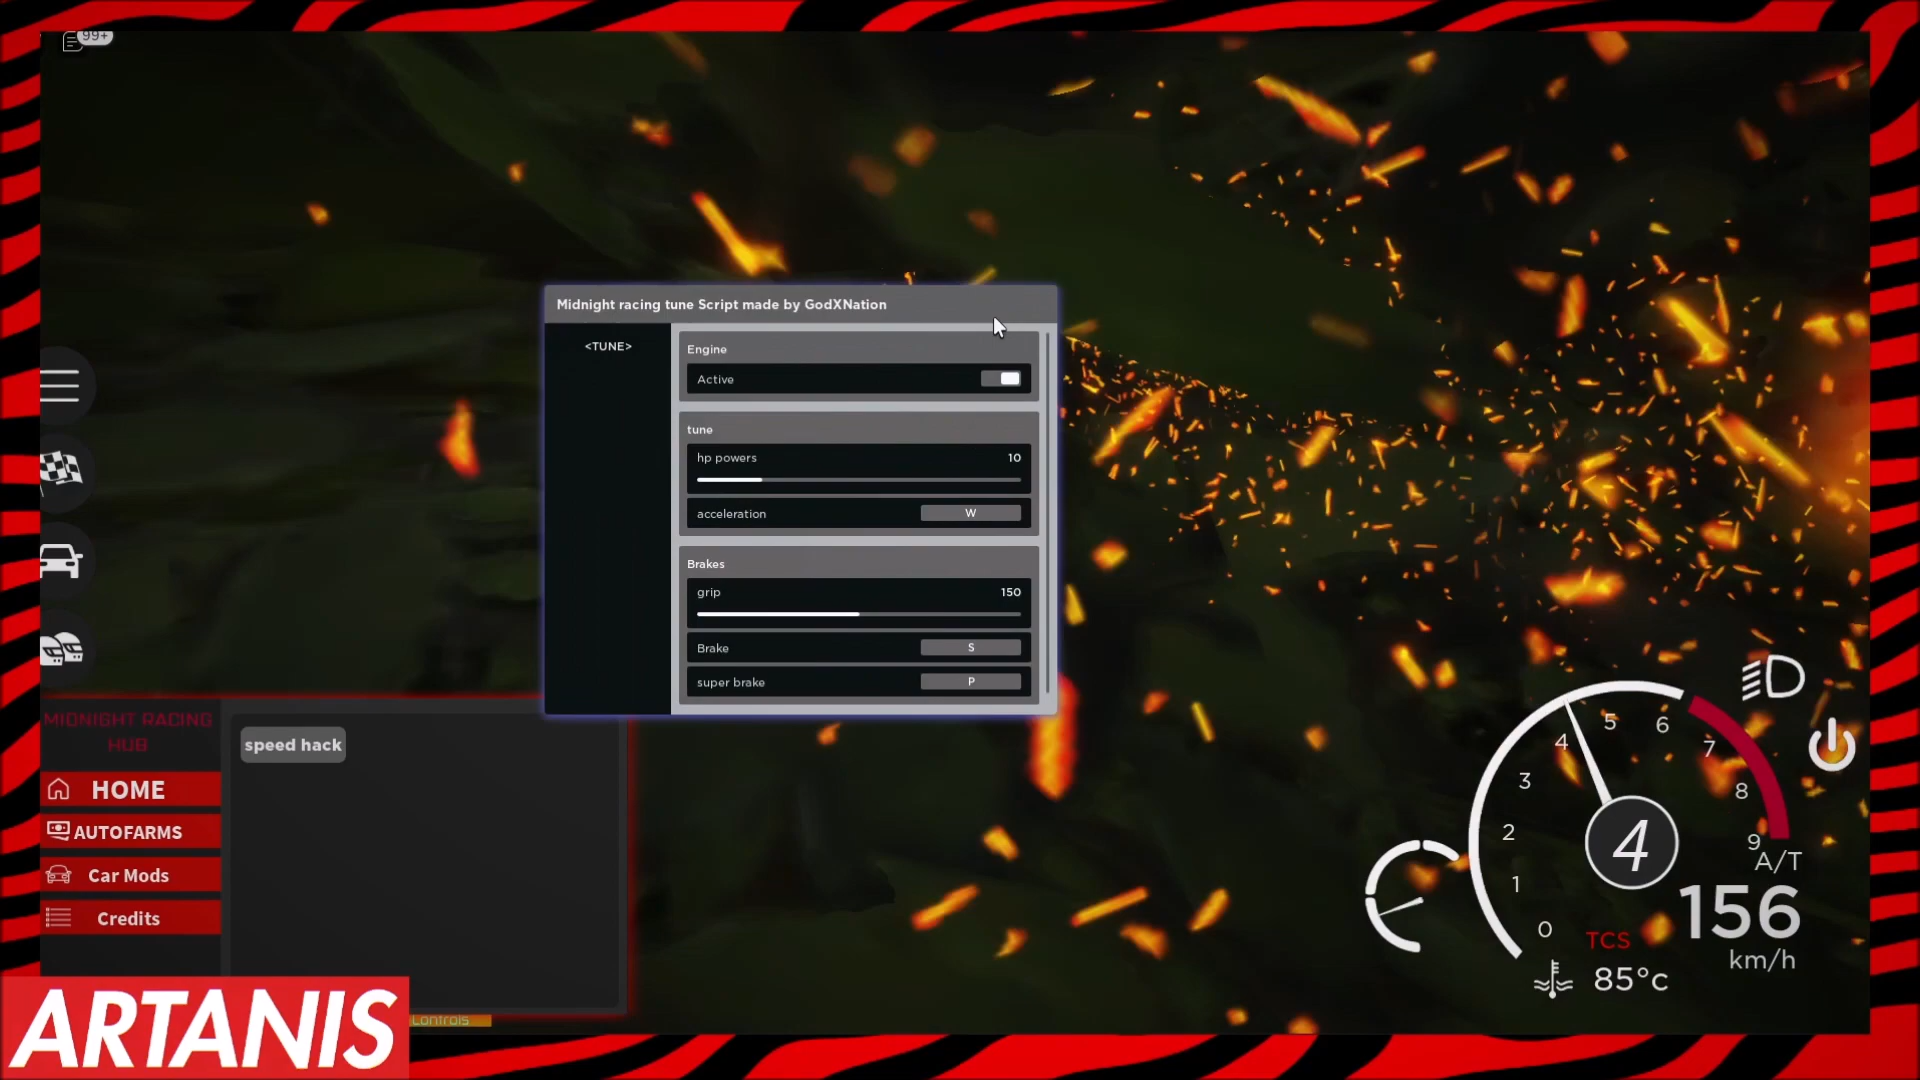 99+
Midnight racing tune Script made by GodXNation
<TUNE>
Engine
Active
tune
hp powers 10
acceleration W
Brakes
grip 150
Brake S
super brake P
MIDNIGHT RACING
HUB
speed hack
HOME
AUTOFARMS
Car Mods
Credits
Controls
ARTANIS
0
1
2
3
4
5
6
7
8
9
4
A/T
156
km/h
TCS
85°c